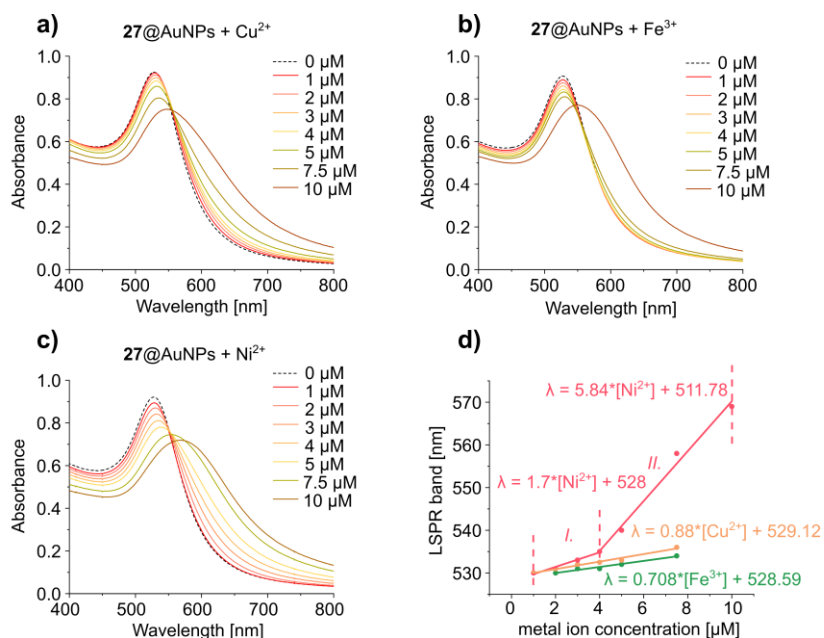 a)
27@AuNPs + Cu²⁺
1.0
0.8
0.6
0.4
0.2
0.0
Absorbance
400
500
600
700
800
Wavelength [nm]
0 µM
1 µM
2 µM
3 µM
4 µM
5 µM
7.5 µM
10 µM
b)
27@AuNPs + Fe³⁺
1.0
0.8
0.6
0.4
0.2
0.0
Absorbance
400
500
600
700
800
Wavelength [nm]
0 µM
1 µM
2 µM
3 µM
4 µM
5 µM
7.5 µM
10 µM
c)
27@AuNPs + Ni²⁺
1.0
0.8
0.6
0.4
0.2
0.0
Absorbance
400
500
600
700
800
Wavelength [nm]
0 µM
1 µM
2 µM
3 µM
4 µM
5 µM
7.5 µM
10 µM
d)
LSPR band [nm]
570
560
550
540
530
λ = 5.84*[Ni²⁺] + 511.78
II.
λ = 1.7*[Ni²⁺] + 528
I.
λ = 0.88*[Cu²⁺] + 529.12
λ = 0.708*[Fe³⁺] + 528.59
0
2
4
6
8
10
metal ion concentration [µM]